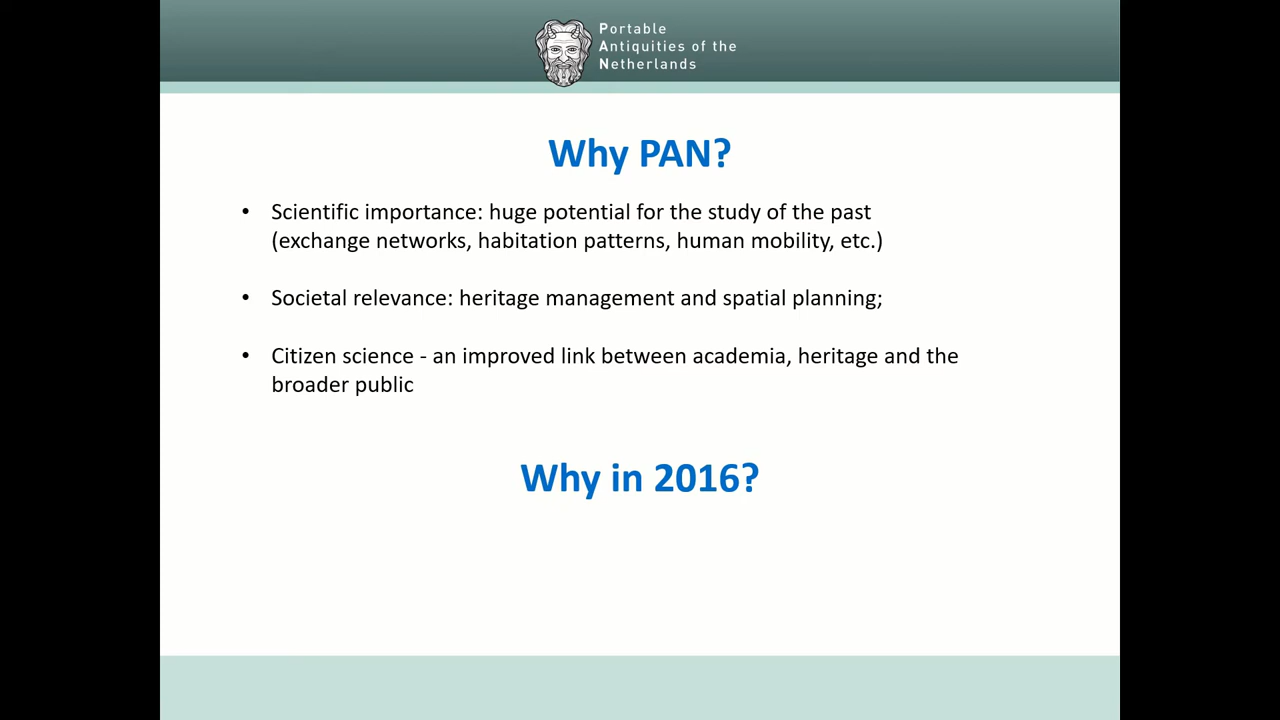 Portable
Antiquities of the
Netherlands
Why PAN?
• Scientific importance: huge potential for the study of the past
(exchange networks, habitation patterns, human mobility, etc.)
• Societal relevance: heritage management and spatial planning;
• Citizen science - an improved link between academia, heritage and the
broader public
Why in 2016?